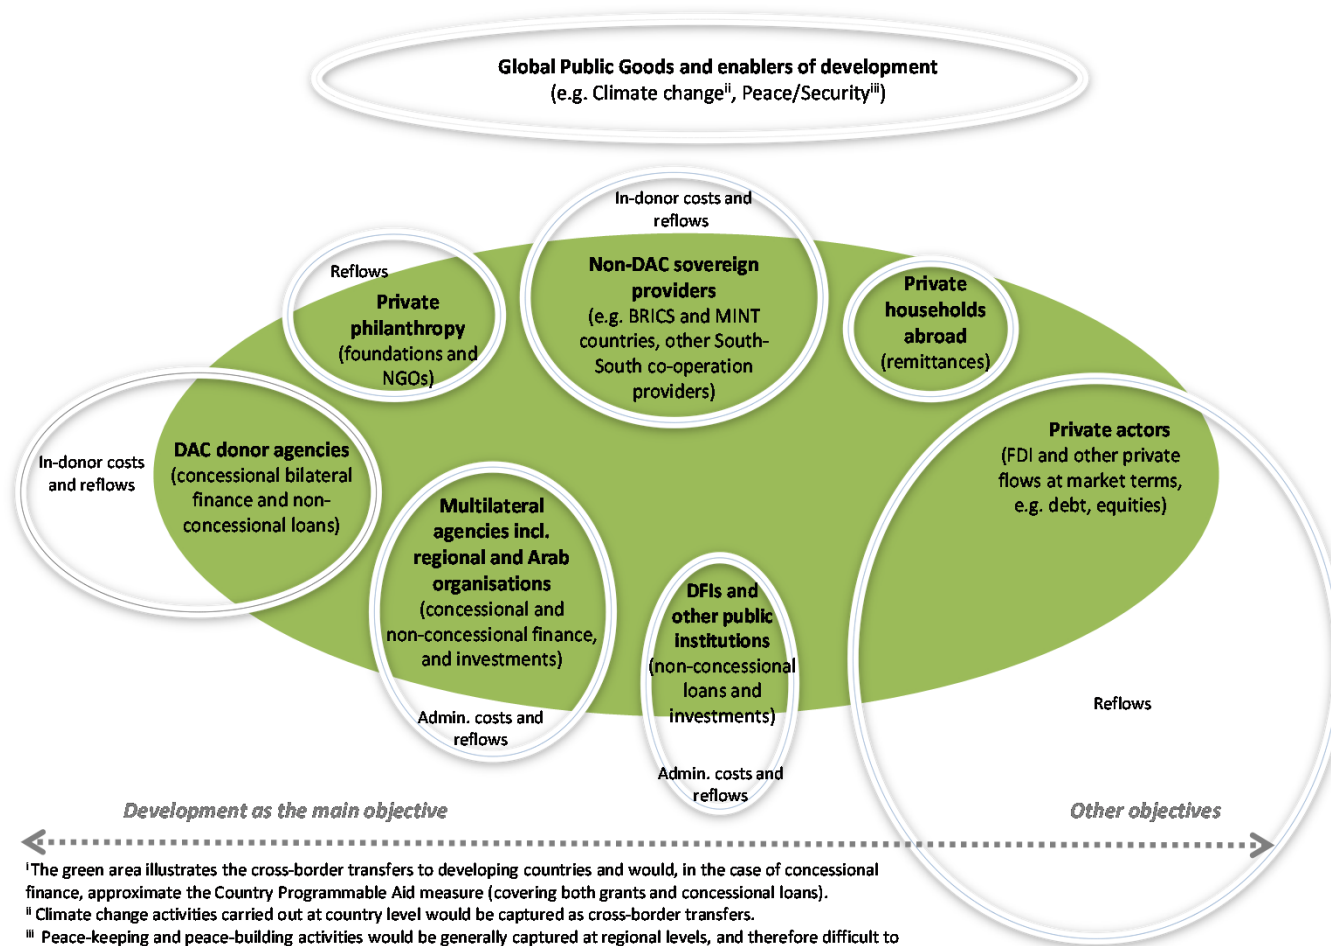 Global Public Goods and enablers of development
(e.g. Climate changeⁱⁱ, Peace/Securityⁱⁱⁱ)
In-donor costs and
reflows
Reflows
Private
philanthropy
(foundations and
NGOs)
Non-DAC sovereign
providers
(e.g. BRICS and MINT
countries, other South-
South co-operation
providers)
Private
households
abroad
(remittances)
In-donor costs
and reflows
DAC donor agencies
(concessional bilateral
finance and non-
concessional loans)
Multilateral
agencies incl.
regional and Arab
organisations
(concessional and
non-concessional finance,
and investments)
Admin. costs and
reflows
DFIs and
other public
institutions
(non-concessional
loans and
investments)
Admin. costs and
reflows
Private actors
(FDI and other private
flows at market terms,
e.g. debt, equities)
Reflows
Development as the main objective
Other objectives
ⁱ The green area illustrates the cross-border transfers to developing countries and would, in the case of concessional
finance, approximate the Country Programmable Aid measure (covering both grants and concessional loans).
ⁱⁱ Climate change activities carried out at country level would be captured as cross-border transfers.
ⁱⁱⁱ Peace-keeping and peace-building activities would be generally captured at regional levels, and therefore difficult to